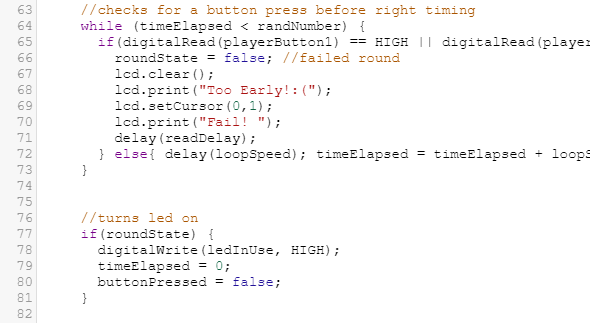 63 //checks for a button press before right timing
64 while (timeElapsed < randNumber) {
65 if(digitalRead(playerButton1) == HIGH || digitalRead(player
66 roundState = false; //failed round
67 lcd.clear();
68 lcd.print("Too Early!:(");
69 lcd.setCursor(0,1);
70 lcd.print("Fail! ");
71 delay(readDelay);
72 } else{ delay(loopSpeed); timeElapsed = timeElapsed + loopS
73 }
74
75
76 //turns led on
77 if(roundState) {
78 digitalWrite(ledInUse, HIGH);
79 timeElapsed = 0;
80 buttonPressed = false;
81 }
82